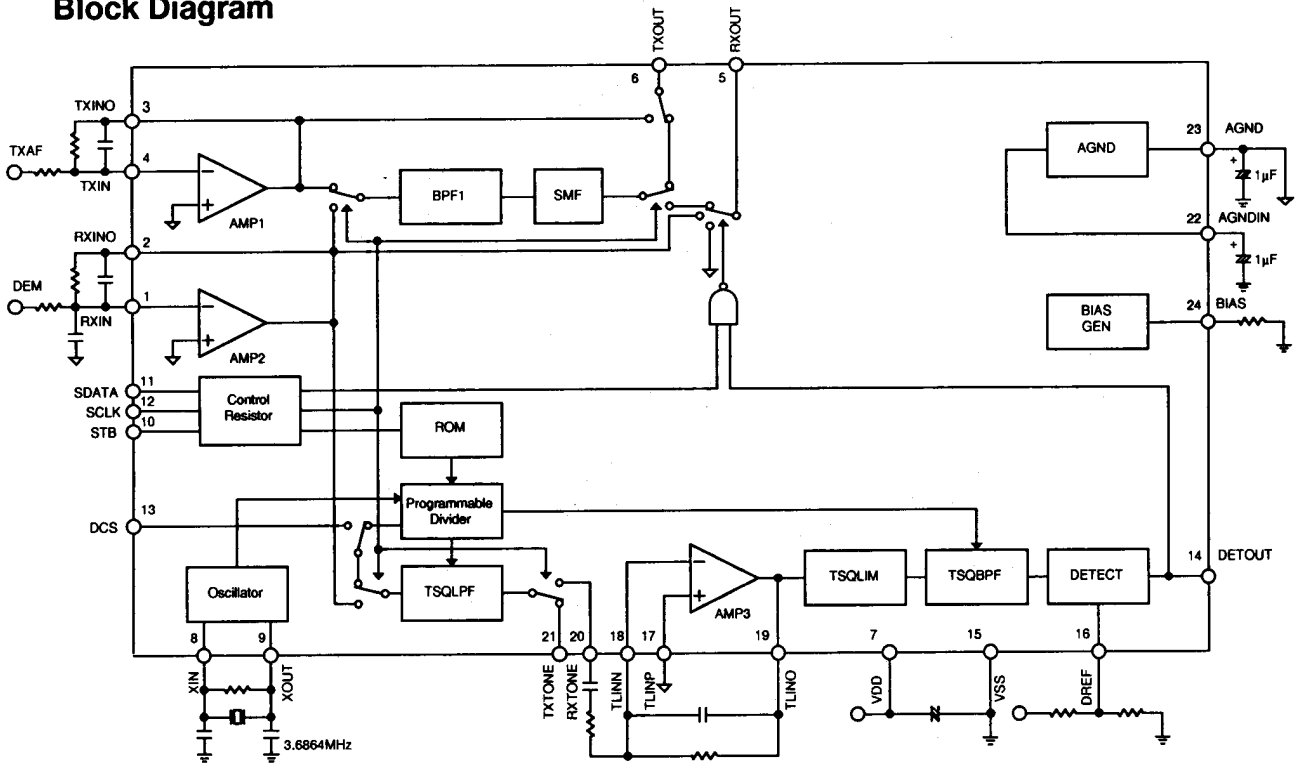 Block Diagram
TXOUT
RXOUT
6
5
TXINO
3
TXAF
4
TXIN
AMP1
BPF1
SMF
AGND
23
AGND
+
1µF
22
AGNDIN
+
1µF
RXINO
2
DEM
1
RXIN
AMP2
BIAS
GEN
24
BIAS
SDATA
11
SCLK
12
STB
10
Control
Resistor
ROM
Programmable
Divider
DCS
13
Oscillator
TSQLPF
AMP3
TSQLIM
TSQBPF
DETECT
14
DETOUT
8
9
21
20
18
17
19
7
15
16
XIN
XOUT
TXTONE
RXTONE
TLINN
TLINP
TLINO
VDD
VSS
DREF
3.6864MHz